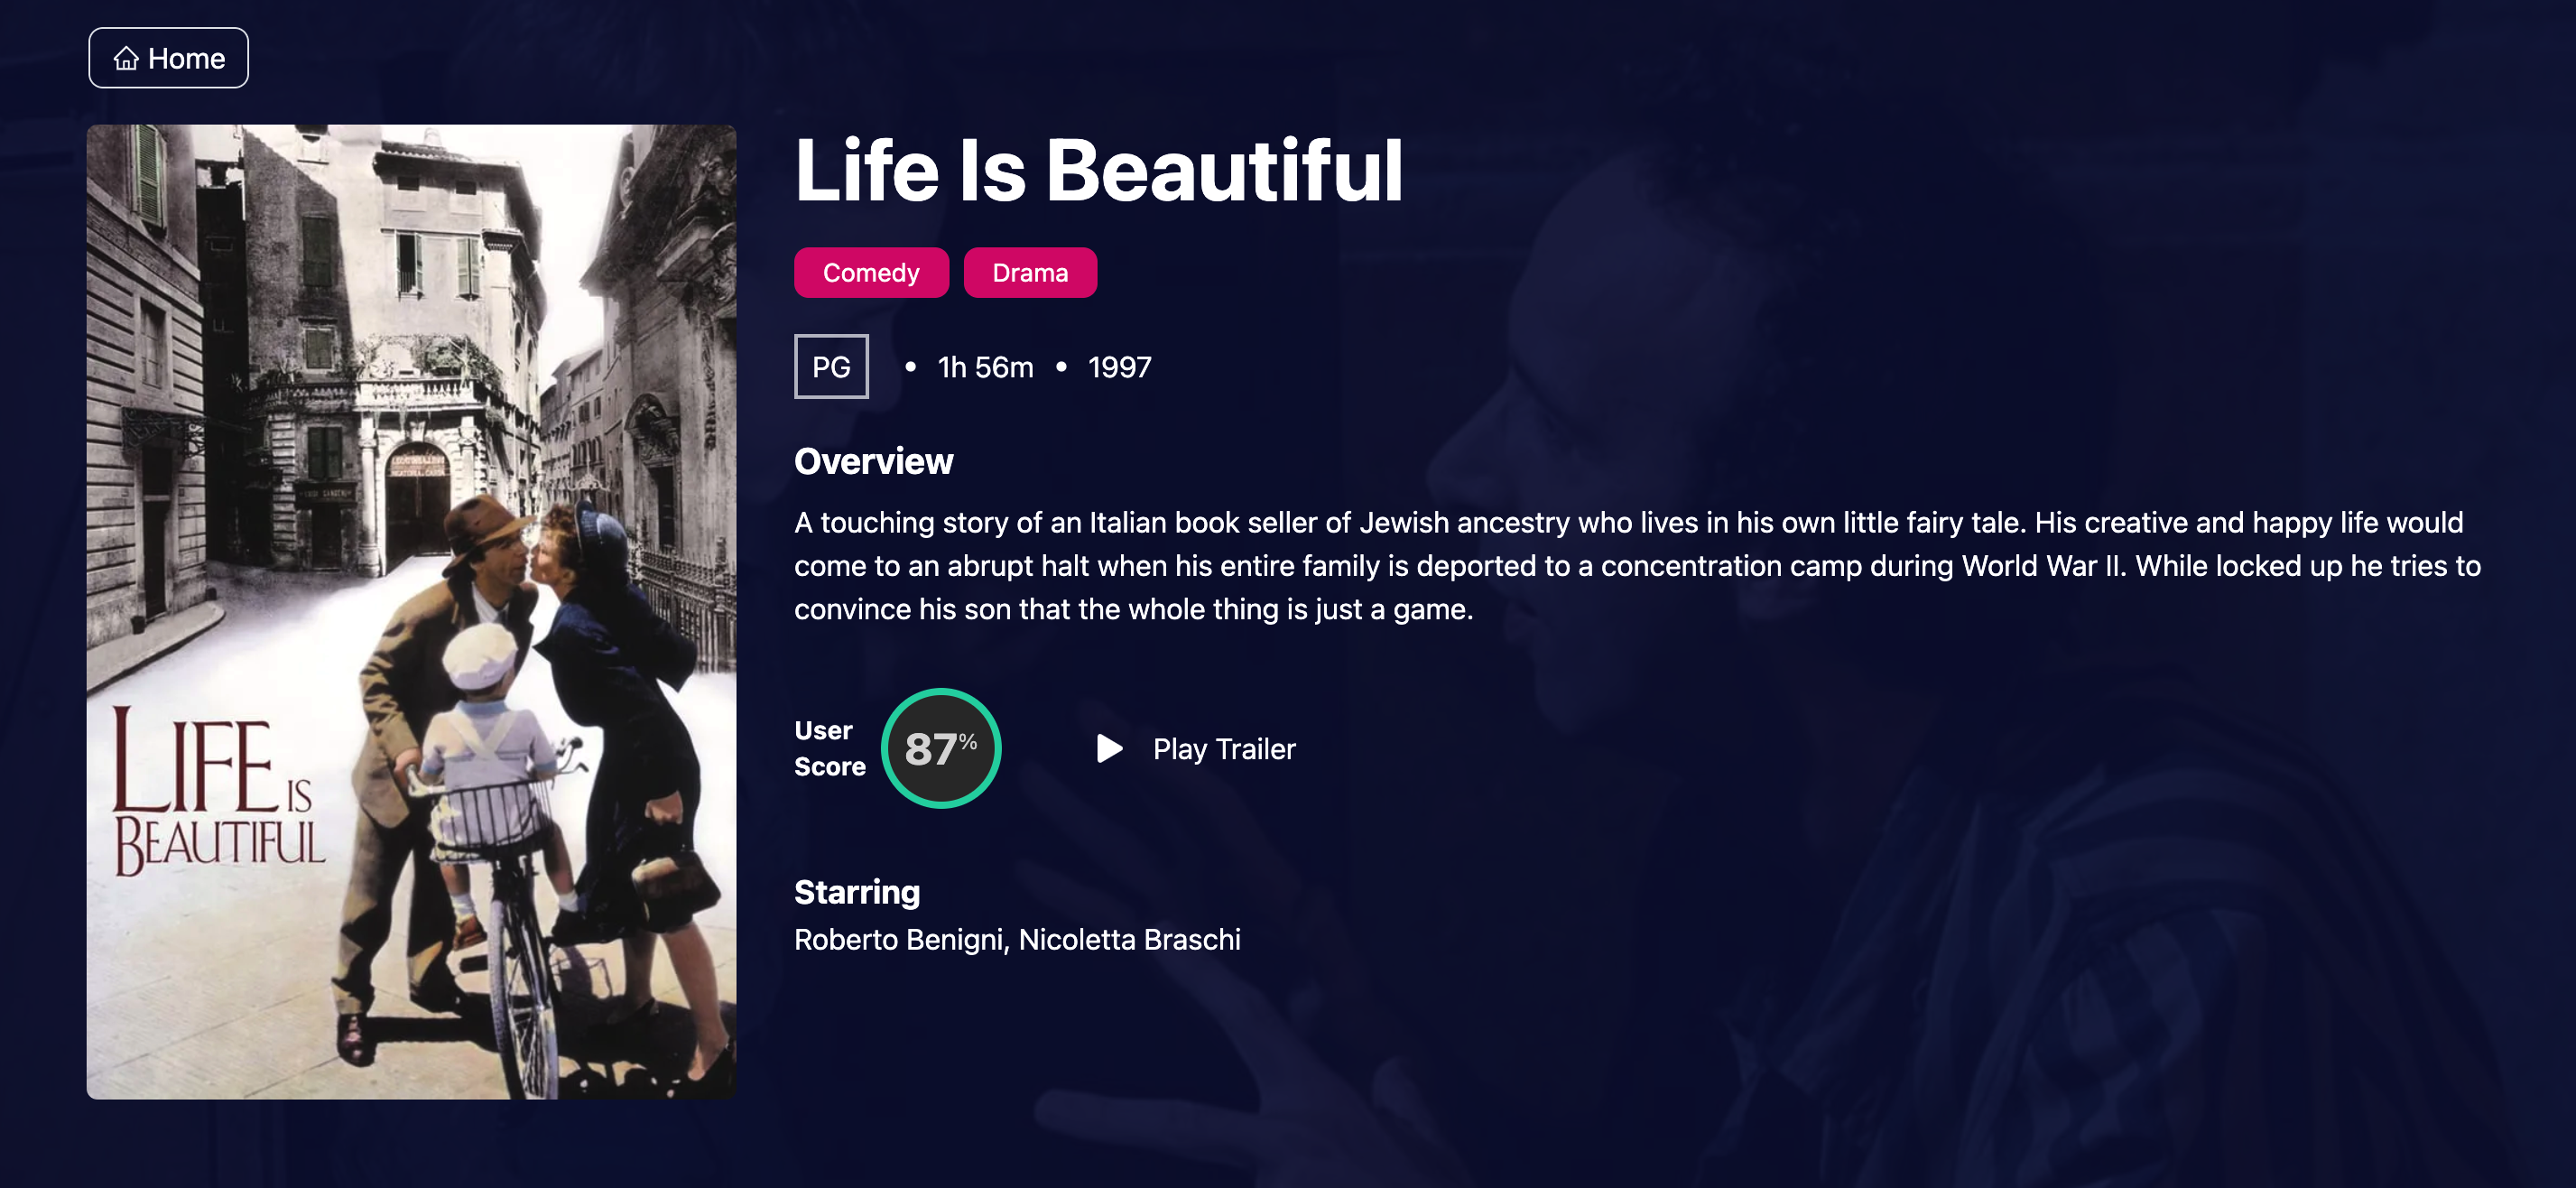 Home
Life Is Beautiful
Comedy Drama
PG • 1h 56m • 1997
Overview
A touching story of an Italian book seller of Jewish ancestry who lives in his own little fairy tale. His creative and happy life would
come to an abrupt halt when his entire family is deported to a concentration camp during World War II. While locked up he tries to
convince his son that the whole thing is just a game.
User
Score
87%
Play Trailer
Starring
Roberto Benigni, Nicoletta Braschi
LIFE IS
BEAUTIFUL